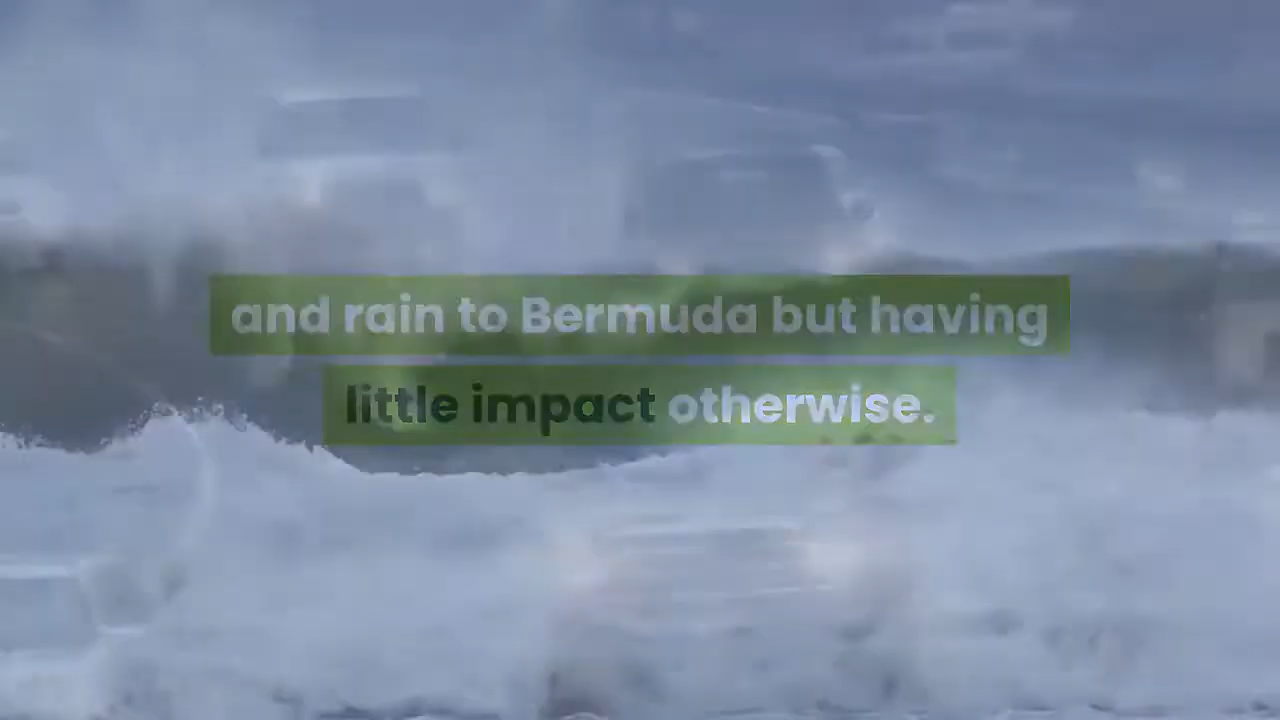 and rain to Bermuda but having
little impact otherwise.